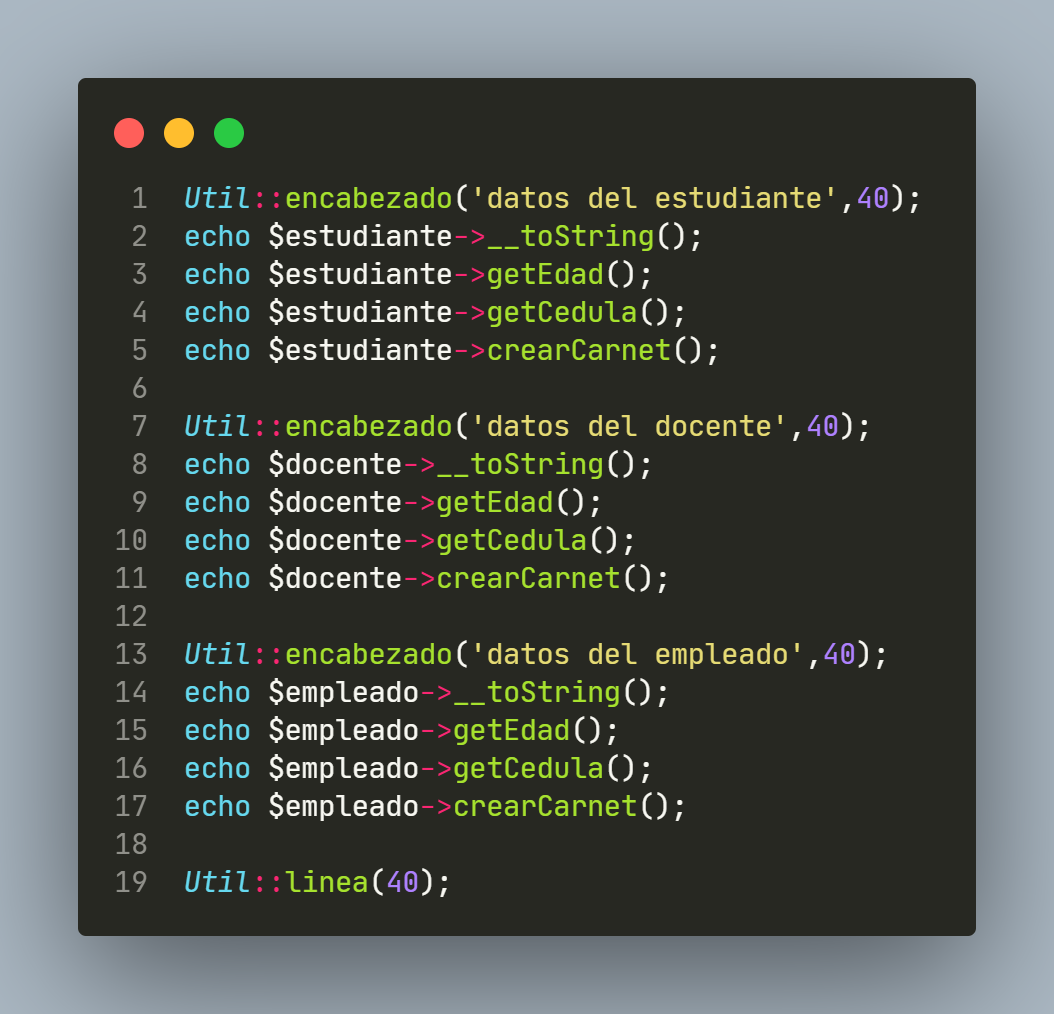 1 Util::encabezado('datos del estudiante',40);
2 echo $estudiante->__toString();
3 echo $estudiante->getEdad();
4 echo $estudiante->getCedula();
5 echo $estudiante->crearCarnet();
6
7 Util::encabezado('datos del docente',40);
8 echo $docente->__toString();
9 echo $docente->getEdad();
10 echo $docente->getCedula();
11 echo $docente->crearCarnet();
12
13 Util::encabezado('datos del empleado',40);
14 echo $empleado->__toString();
15 echo $empleado->getEdad();
16 echo $empleado->getCedula();
17 echo $empleado->crearCarnet();
18
19 Util::linea(40);